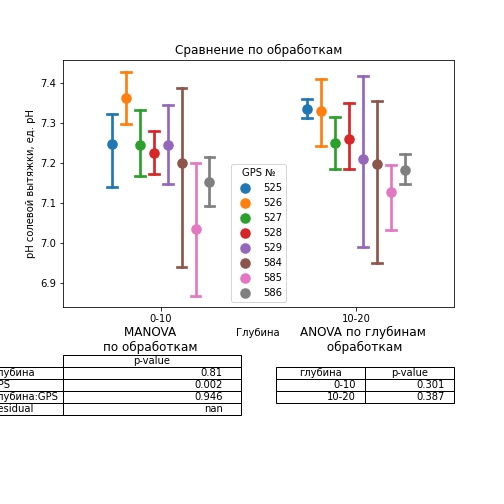 Сравнение по обработкам
pH солевой вытяжки, ед. pH
7.4
7.3
7.2
7.1
7.0
6.9
GPS №
525
526
527
528
529
584
585
586
0-10
10-20
Глубина
MANOVA
по обработкам
p-value
лубина 0.81
PS 0.002
лубина:GPS 0.946
esidual nan
ANOVA по глубинам
обработкам
глубина p-value
0-10 0.301
10-20 0.387